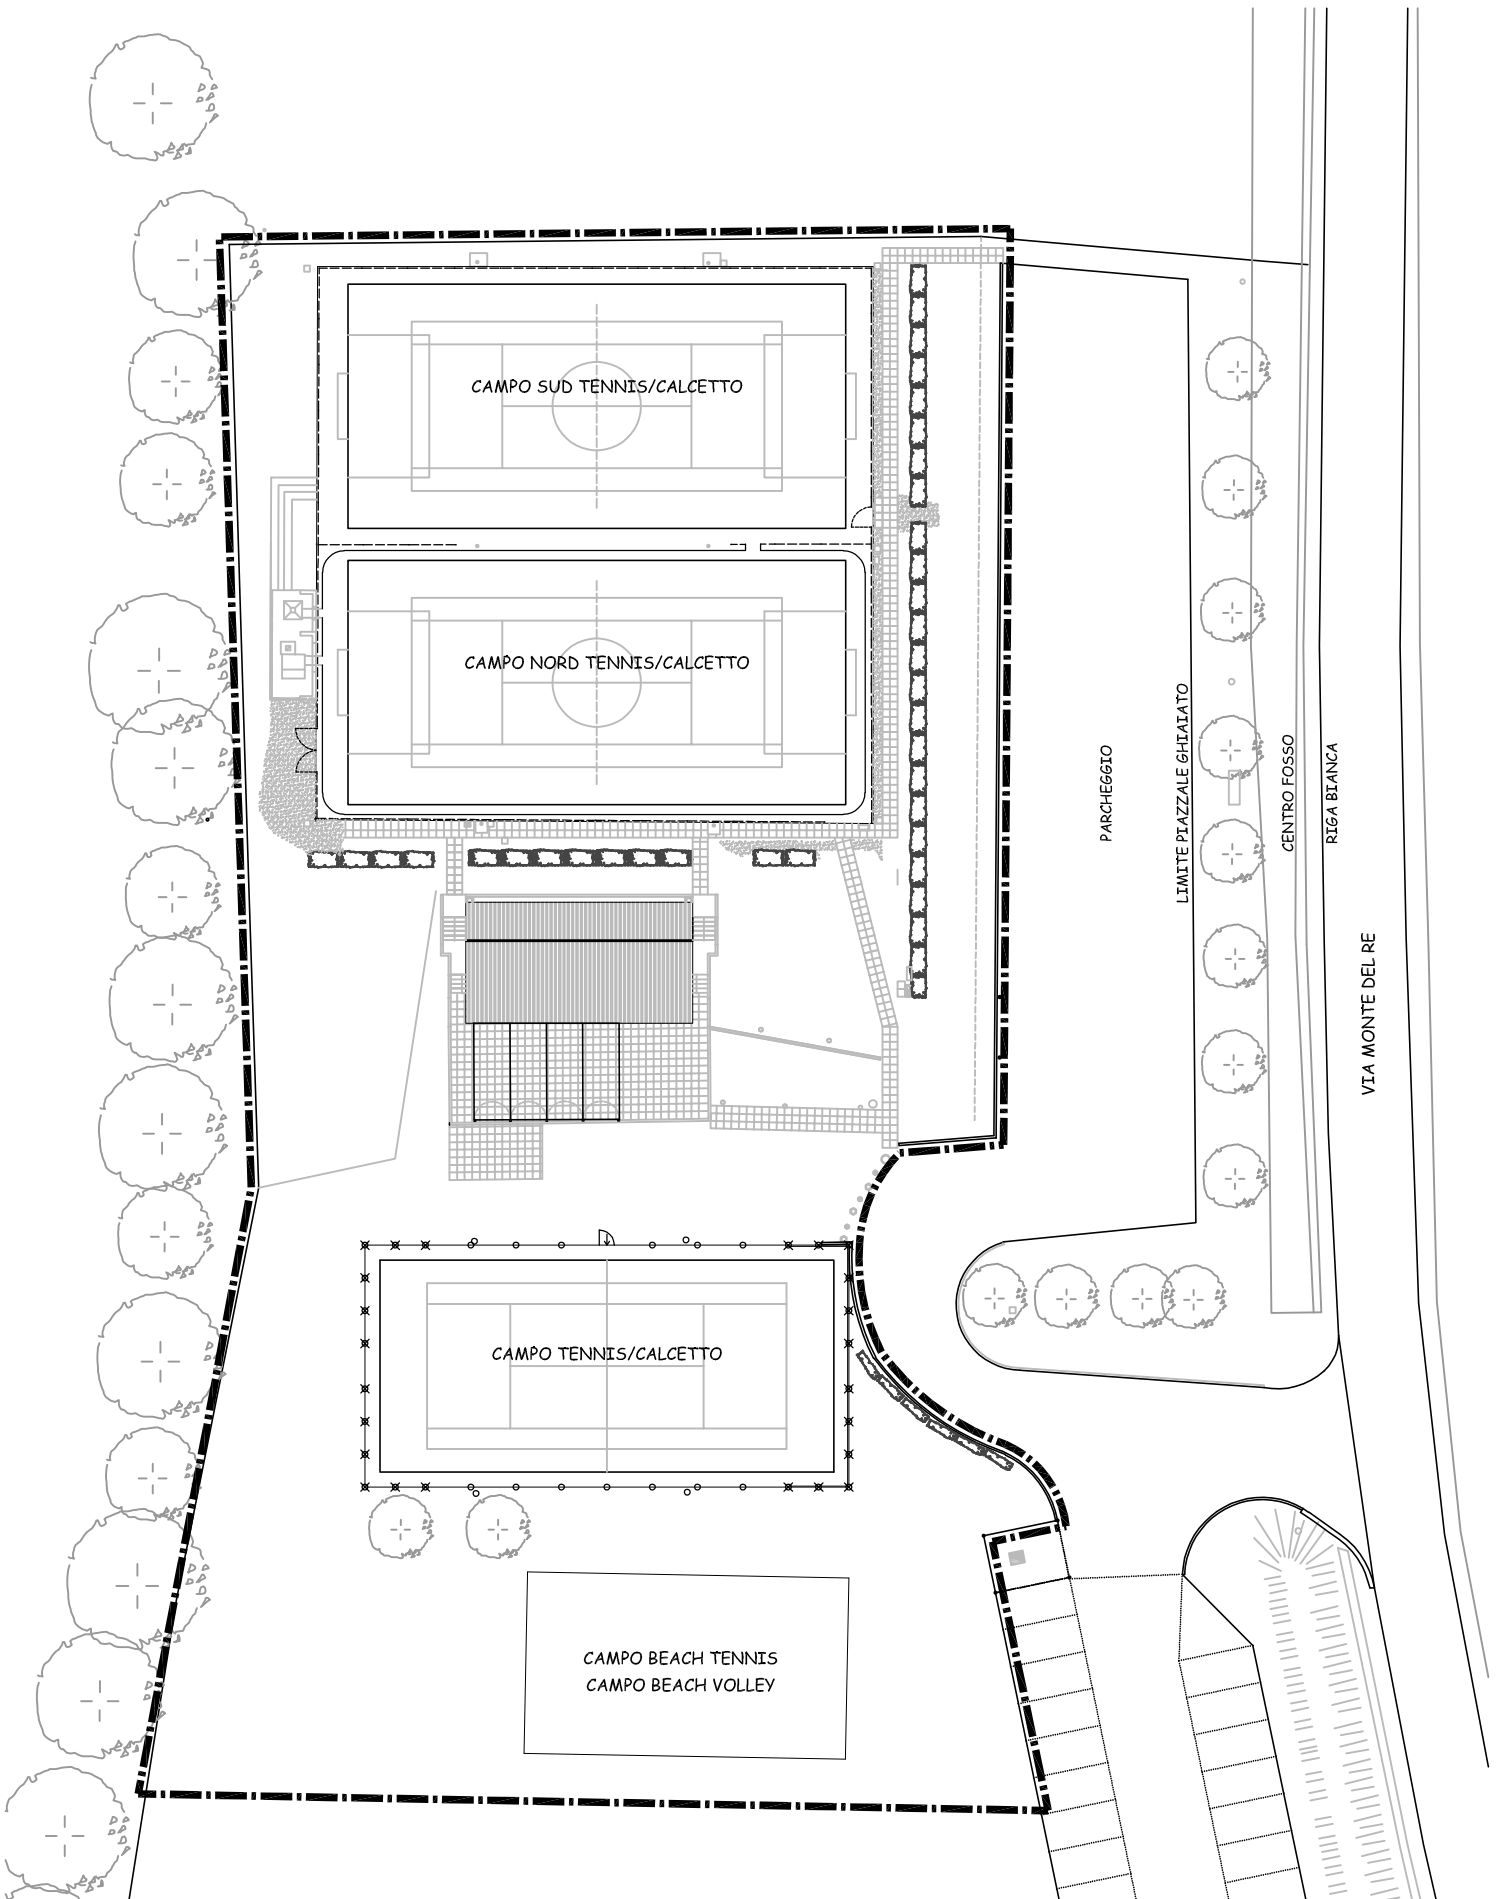 CAMPO SUD TENNIS/CALCETTO
CAMPO NORD TENNIS/CALCETTO
PARCHEGGIO
LIMITE PIAZZALE GHIAIATO
CENTRO FOSSO
RIGA BIANCA
VIA MONTE DEL RE
CAMPO TENNIS/CALCETTO
CAMPO BEACH TENNIS
CAMPO BEACH VOLLEY